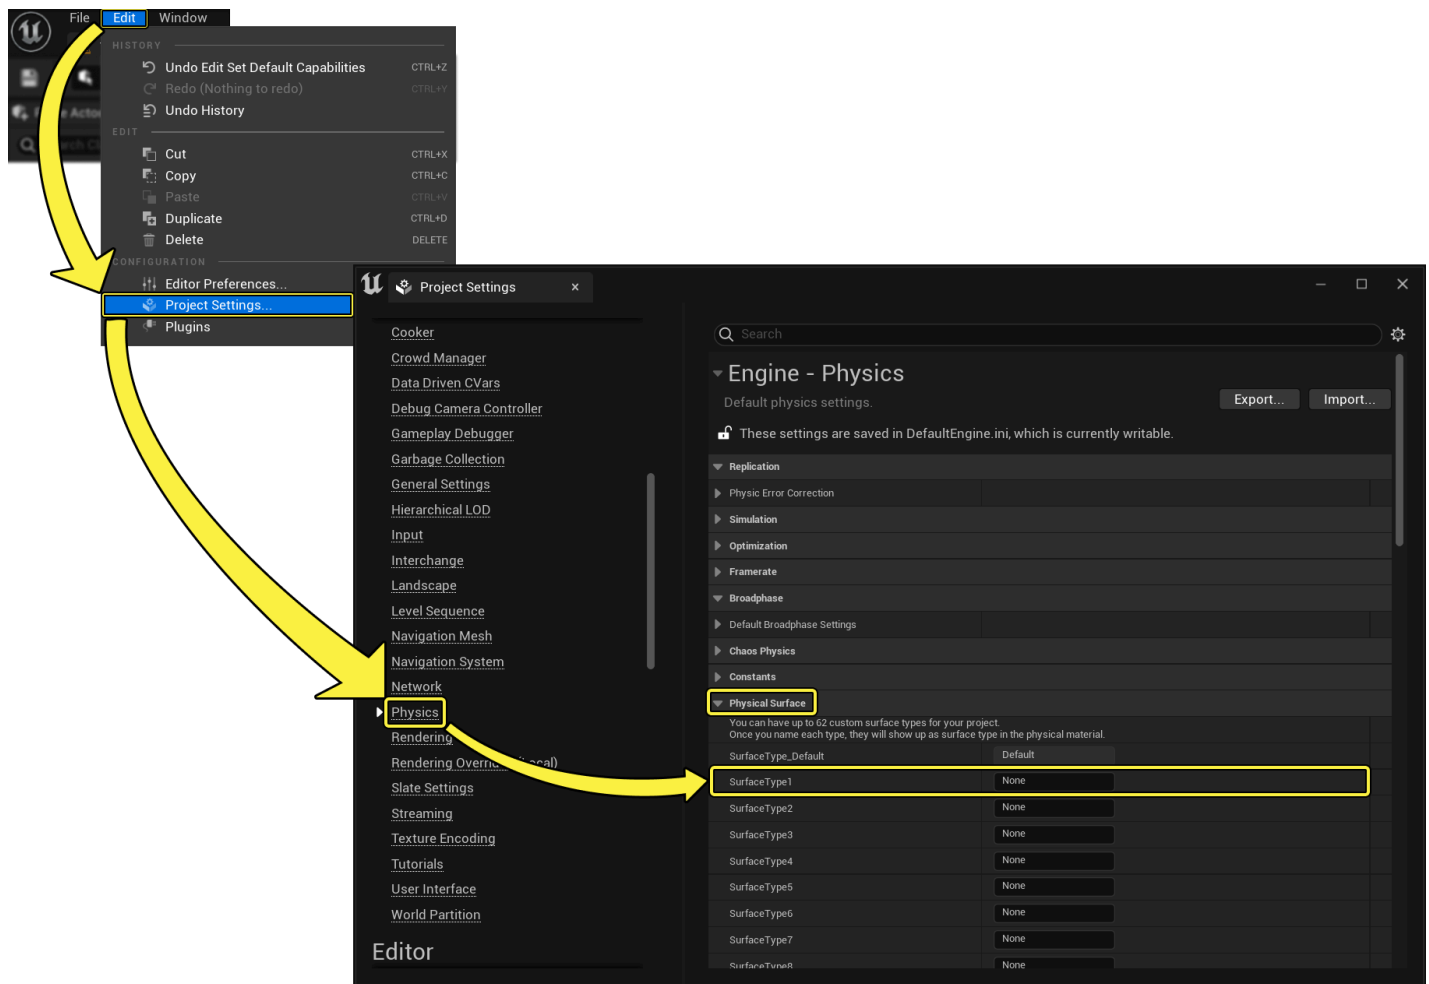 File Edit Window
HISTORY
Undo Edit Set Default Capabilities CTRL+Z
Redo (Nothing to redo) CTRL+Y
Undo History
EDIT
Cut CTRL+X
Copy CTRL+C
Paste CTRL+V
Duplicate CTRL+D
Delete DELETE
CONFIGURATION
Editor Preferences...
Project Settings...
Plugins
Project Settings
Cooker
Crowd Manager
Data Driven CVars
Debug Camera Controller
Gameplay Debugger
Garbage Collection
General Settings
Hierarchical LOD
Input
Interchange
Landscape
Level Sequence
Navigation Mesh
Navigation System
Network
Physics
Rendering
Rendering
Slate Settings
Streaming
Texture Encoding
Tutorials
User Interface
World Partition
Editor
Search
Engine - Physics
Default physics settings.
Export... Import...
These settings are saved in DefaultEngine.ini, which is currently writable.
Replication
Physic Error Correction
Simulation
Optimization
Framerate
Broadphase
Default Broadphase Settings
Chaos Physics
Constants
Physical Surface
You can have up to 62 custom surface types for your project.
Once you name each type, they will show up as surface type in the physical material.
SurfaceType_Default Default
SurfaceType1 None
SurfaceType2 None
SurfaceType3 None
SurfaceType4 None
SurfaceType5 None
SurfaceType6 None
SurfaceType7 None
SurfaceType8 None